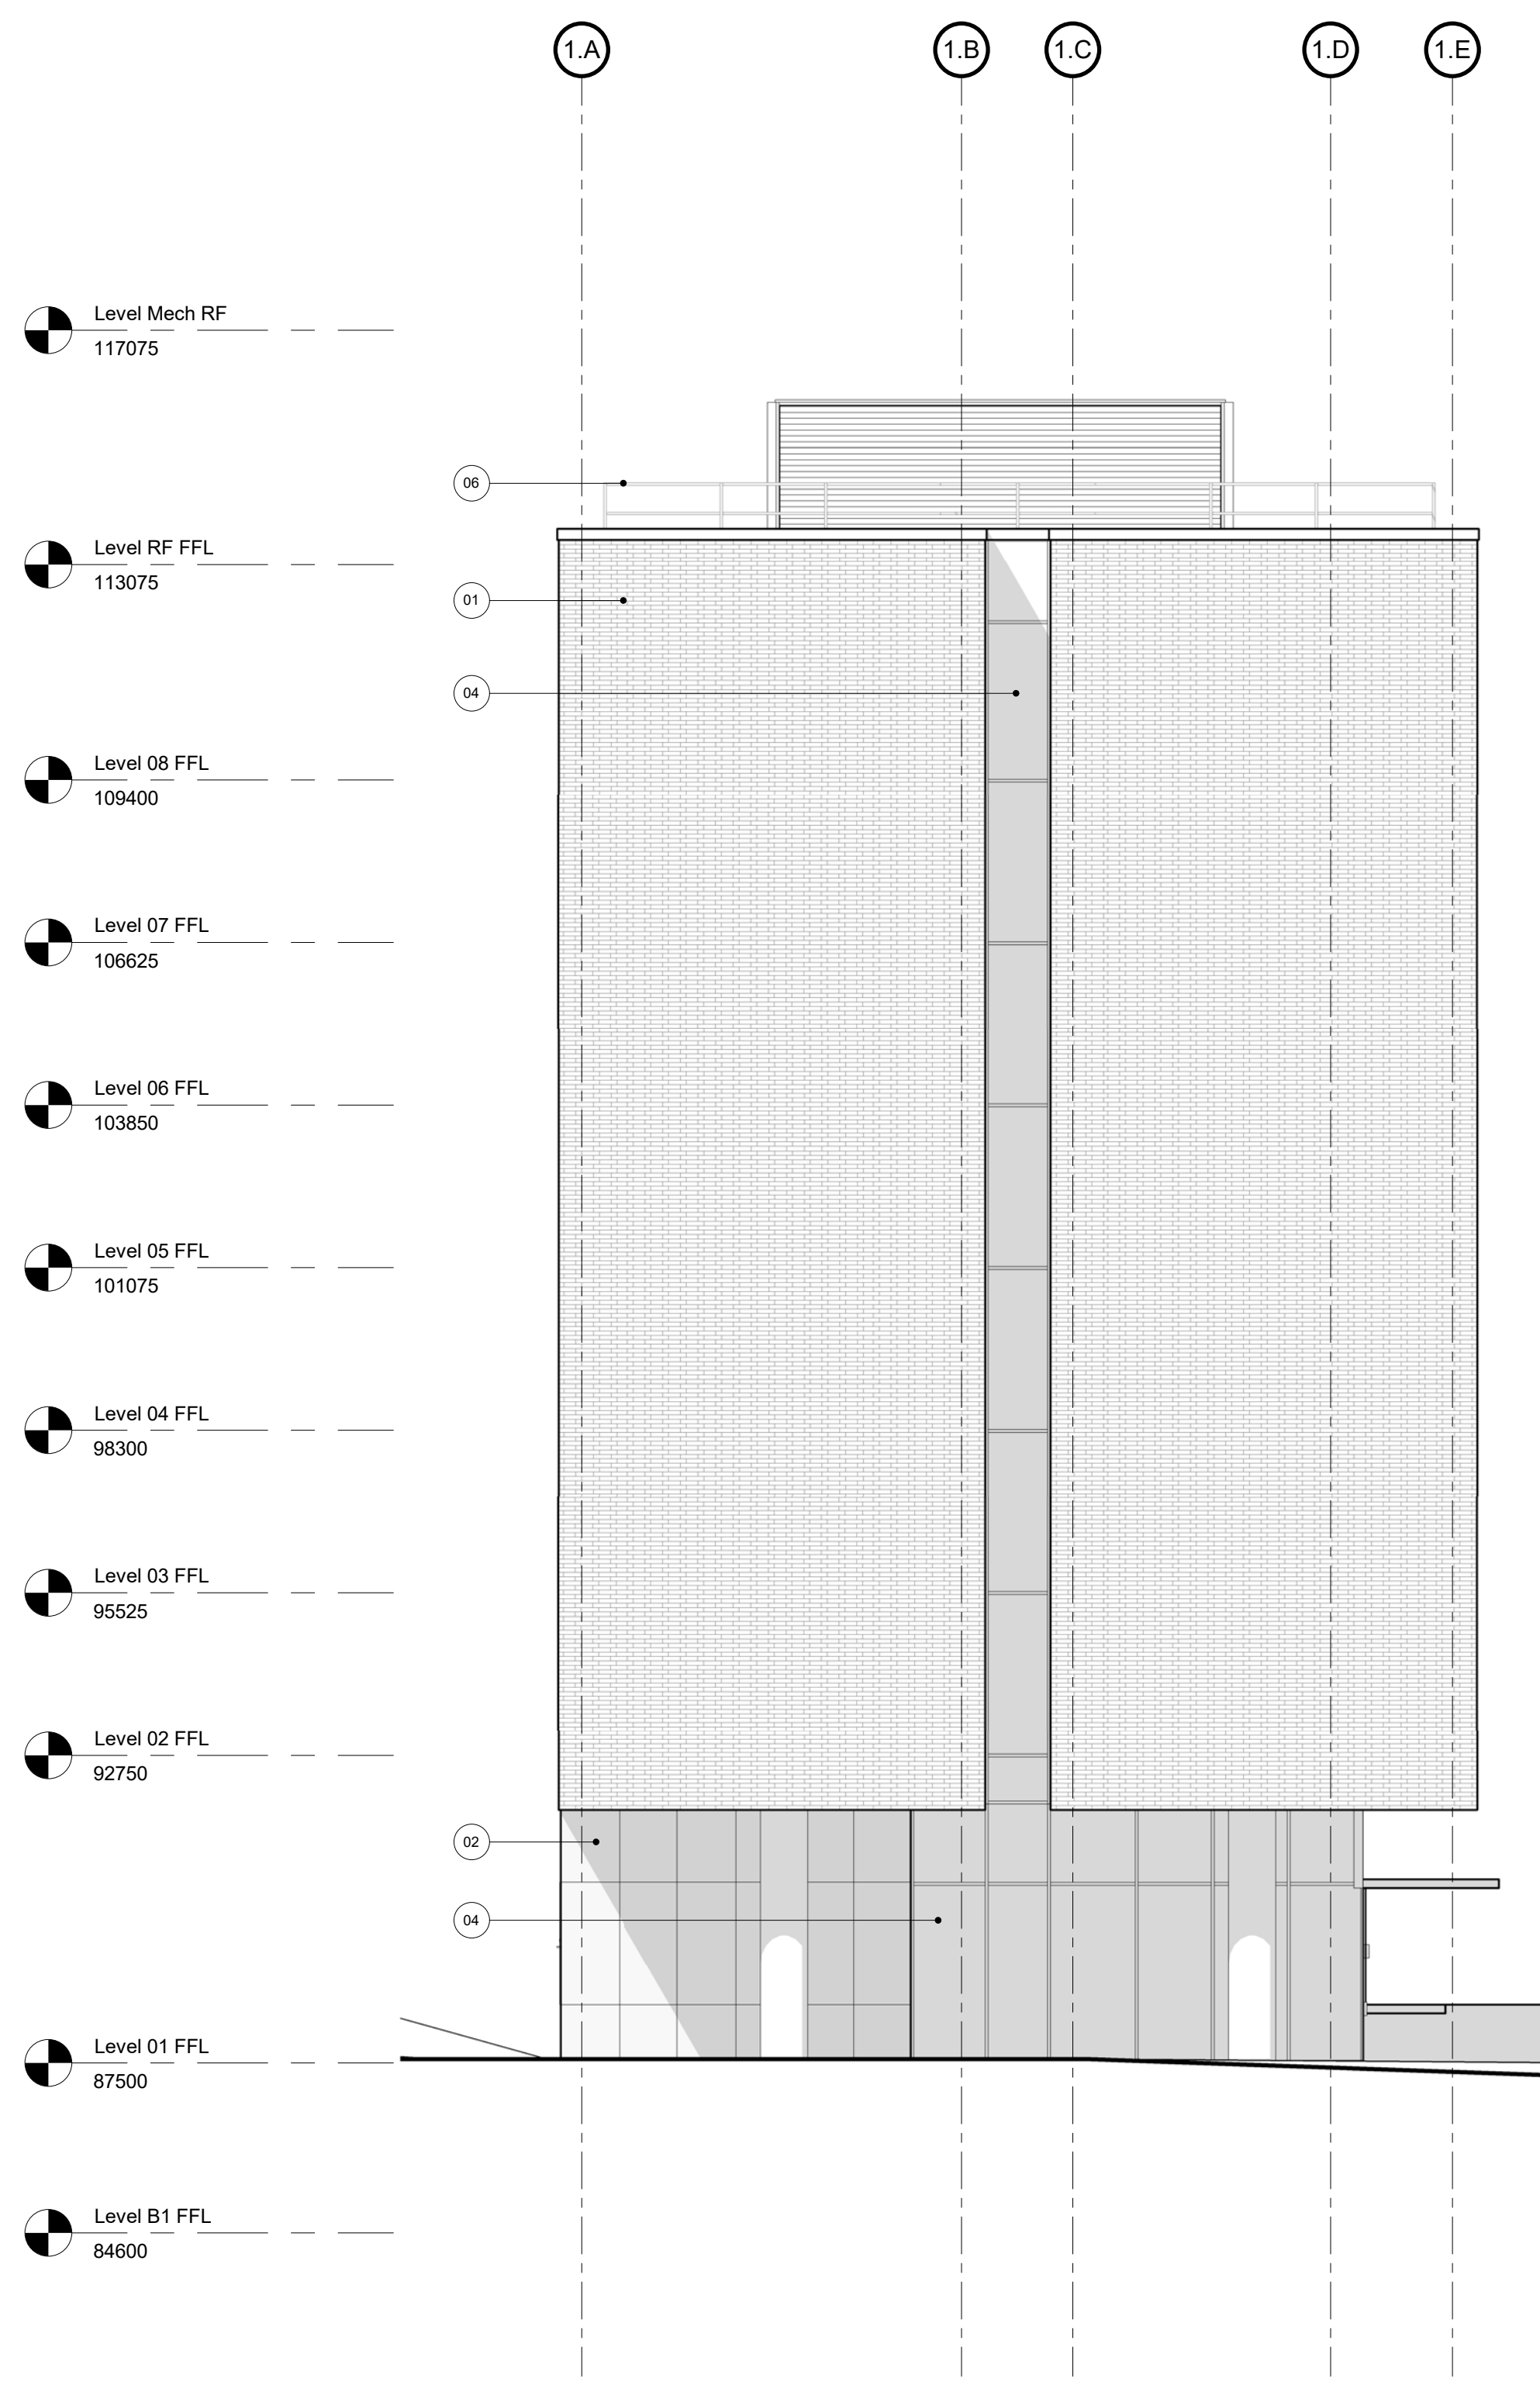 1.A 1.B 1.C 1.D 1.E
Level Mech RF
117075
06
Level RF FFL
113075
01
04
Level 08 FFL
109400
Level 07 FFL
106625
Level 06 FFL
103850
Level 05 FFL
101075
Level 04 FFL
98300
Level 03 FFL
95525
Level 02 FFL
92750
02
04
Level 01 FFL
87500
Level B1 FFL
84600